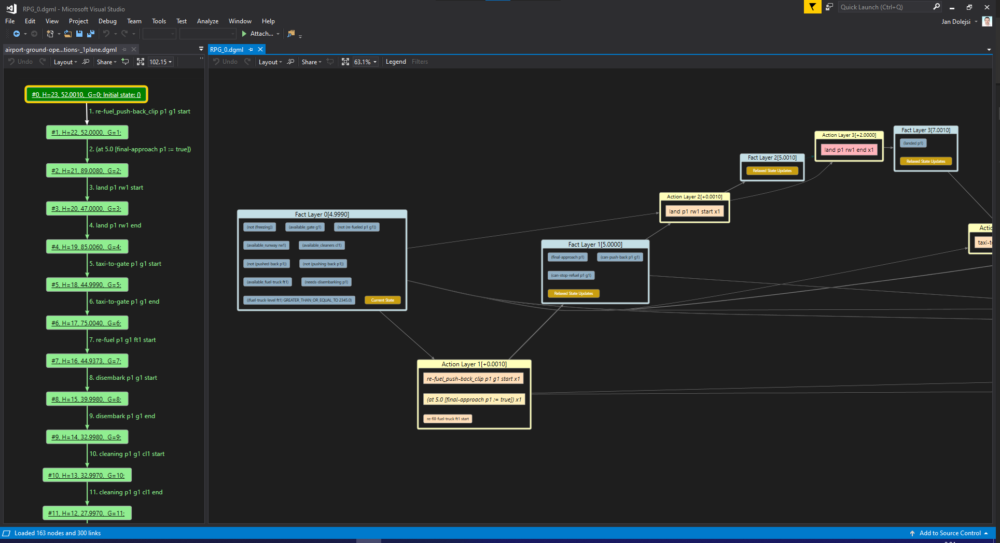 RPG_0.dgml - Microsoft Visual Studio
Quick Launch (Ctrl+Q)
File Edit View Project Debug Team Tools Test Analyze Window Help
Jan Dolejsi
Attach...
airport-ground-ope...tions-_1plane.dgml
Undo Layout Share 102.15
#0, H=23, 52.0010, G=0; Initial state: ()
1. re-fuel_push-back_clip p1 g1 start
#1, H=22, 52.0000, G=1;
2. (at 5.0 [final-approach p1 := true])
#2, H=21, 89.0080, G=2;
3. land p1 rw1 start
#3, H=20, 47.0000, G=3;
4. land p1 rw1 end
#4, H=19, 85.0060, G=4;
5. taxi-to-gate p1 g1 start
#5, H=18, 44.9990, G=5;
6. taxi-to-gate p1 g1 end
#6, H=17, 75.0040, G=6;
7. re-fuel p1 g1 ft1 start
#7, H=16, 44.9373, G=7;
8. disembark p1 g1 start
#8, H=15, 39.9980, G=8;
9. disembark p1 g1 end
#9, H=14, 32.9980, G=9;
10. cleaning p1 g1 cl1 start
#10, H=13, 32.9970, G=10;
11. cleaning p1 g1 cl1 end
#11, H=12, 27.9970, G=11;
RPG_0.dgml
Undo Layout Share 63.1% Legend Filters
Fact Layer 0[4.9990]
(not (freezing)) (available_gate g1) (not (re-fueled p1 g1))
(available_runway rw1) (available_cleaners cl1)
(not (pushed-back p1)) (not (pushing-back p1))
(available_fuel-truck ft1) (needs-disembarking p1)
((fuel-truck-level ft1) GREATER_THAN_OR_EQUAL_TO 2345.0) Current State
Action Layer 1[+0.0010]
re-fuel_push-back_clip p1 g1 start x1
(at 5.0 [final-approach p1 := true]) x1
re-fill-fuel-truck ft1 start
Fact Layer 1[5.0000]
(final-approach p1) (can-push-back p1 g1)
(can-stop-refuel p1 g1)
Relaxed State Updates
Action Layer 2[+0.0010]
land p1 rw1 start x1
Fact Layer 2[5.0010]
Relaxed State Updates
Action Layer 3[+2.0000]
land p1 rw1 end x1
Fact Layer 3[7.0010]
(landed p1)
Relaxed State Updates
Actic
taxi-t
Loaded 163 nodes and 300 links
Add to Source Control